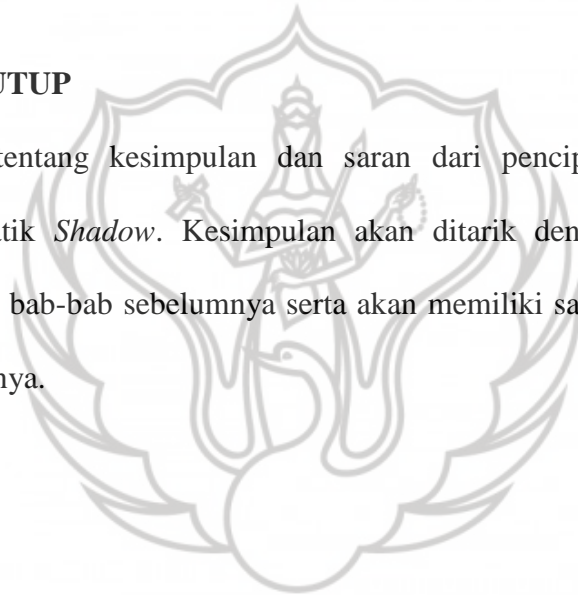 UTUP
tentang kesimpulan dan saran dari pencip
atik Shadow. Kesimpulan akan ditarik den
bab-bab sebelumnya serta akan memiliki sa
nya.